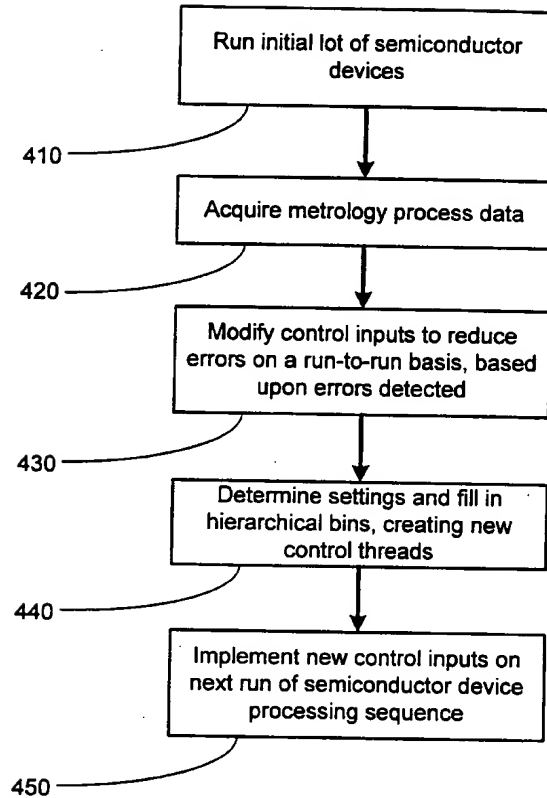 Run initial lot of semiconductor
devices
410
Acquire metrology process data
420
Modify control inputs to reduce
errors on a run-to-run basis, based
upon errors detected
430
Determine settings and fill in
hierarchical bins, creating new
control threads
440
Implement new control inputs on
next run of semiconductor device
processing sequence
450